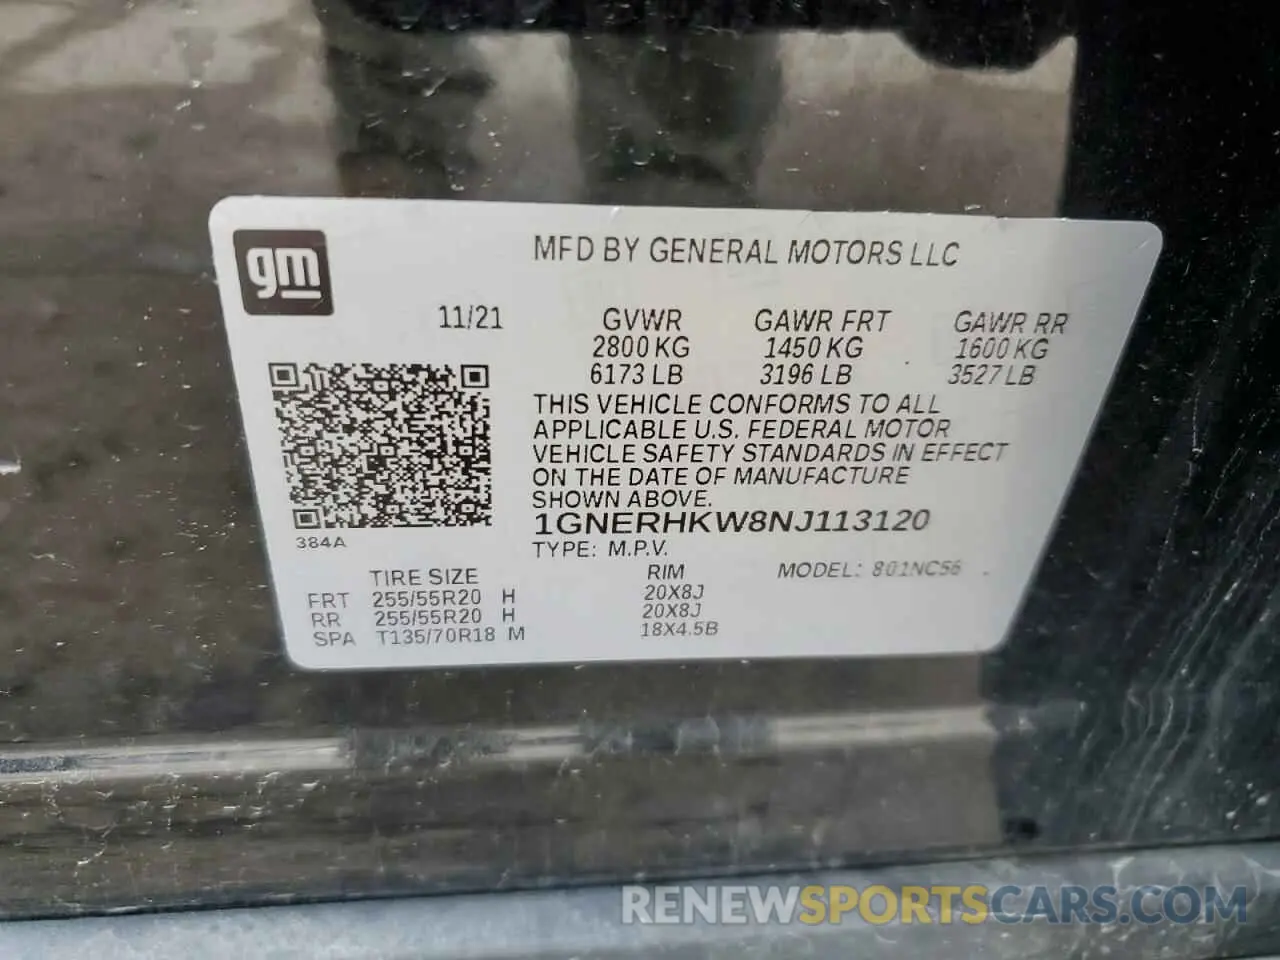 gm
MFD BY GENERAL MOTORS LLC
11/21 GVWR GAWR FRT GAWR RR
2800 KG 1450 KG 1600 KG
6173 LB 3196 LB 3527 LB
THIS VEHICLE CONFORMS TO ALL
APPLICABLE U.S. FEDERAL MOTOR
VEHICLE SAFETY STANDARDS IN EFFECT
ON THE DATE OF MANUFACTURE
SHOWN ABOVE.
1GNERHKW8NJ113120
384A
TYPE: M.P.V.
TIRE SIZE RIM MODEL: 801NC56
FRT 255/55R20 H 20X8J
RR 255/55R20 H 20X8J
SPA T135/70R18 M 18X4.5B
RENEWSPORTSCARS.COM